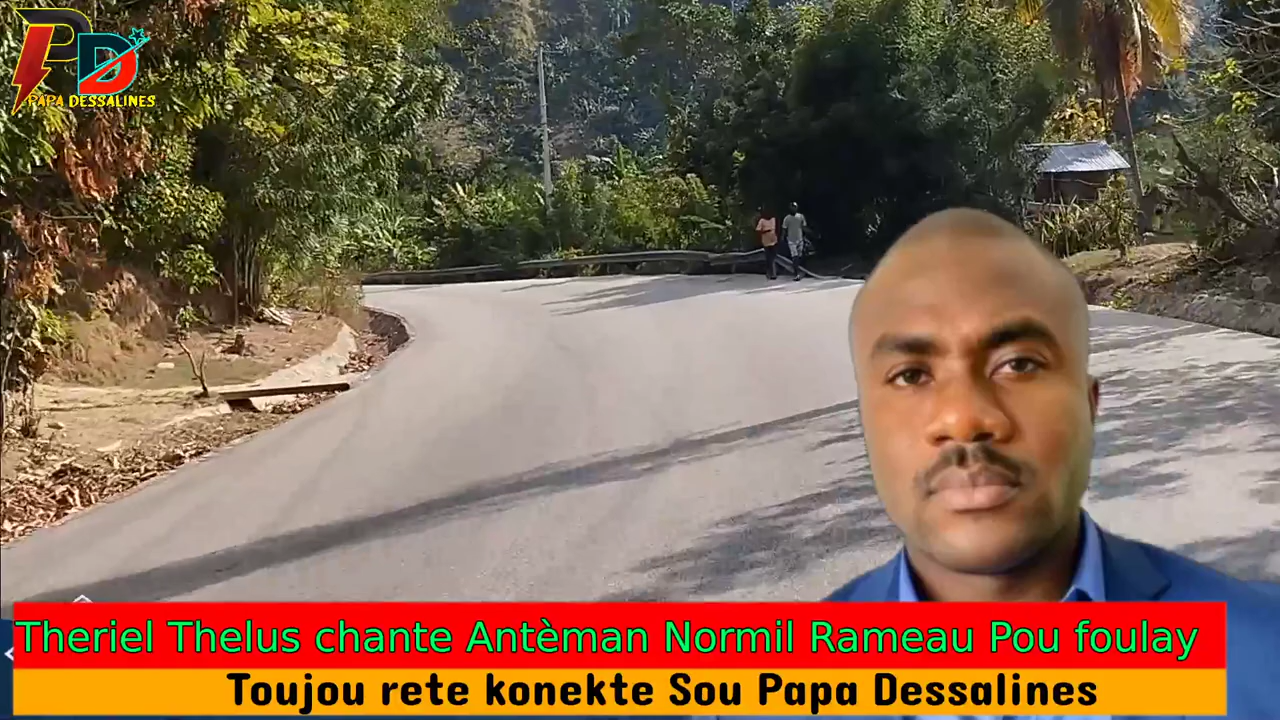 PD
PAPA DESSALINES
Theriel Thelus chante Antèman Normil Rameau Pou foulay
Toujou rete konekte Sou Papa Dessalines